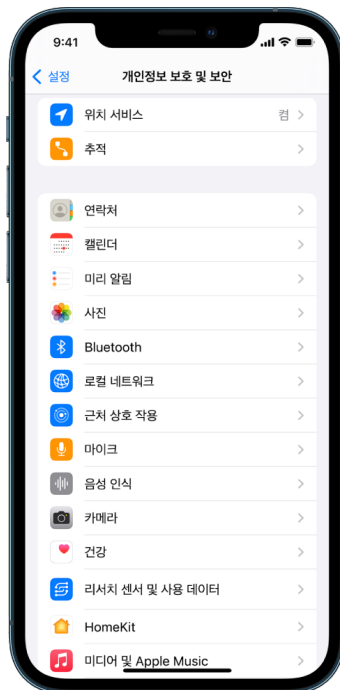 9:41
설정
개인정보 보호 및 보안
위치 서비스 켬
추적
연락처
캘린더
미리 알림
사진
Bluetooth
로컬 네트워크
근처 상호 작용
마이크
음성 인식
카메라
건강
리서치 센서 및 사용 데이터
HomeKit
미디어 및 Apple Music